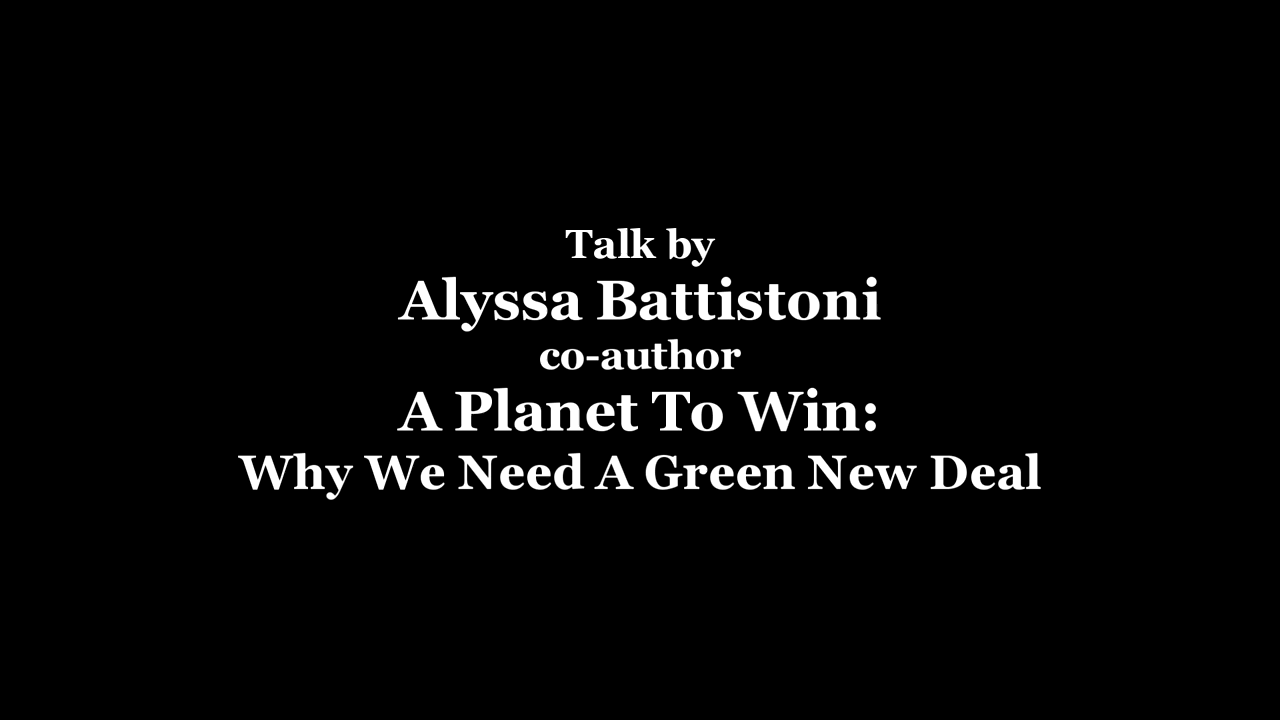 Talk by
Alyssa Battistoni
co-author
A Planet To Win:
Why We Need A Green New Deal